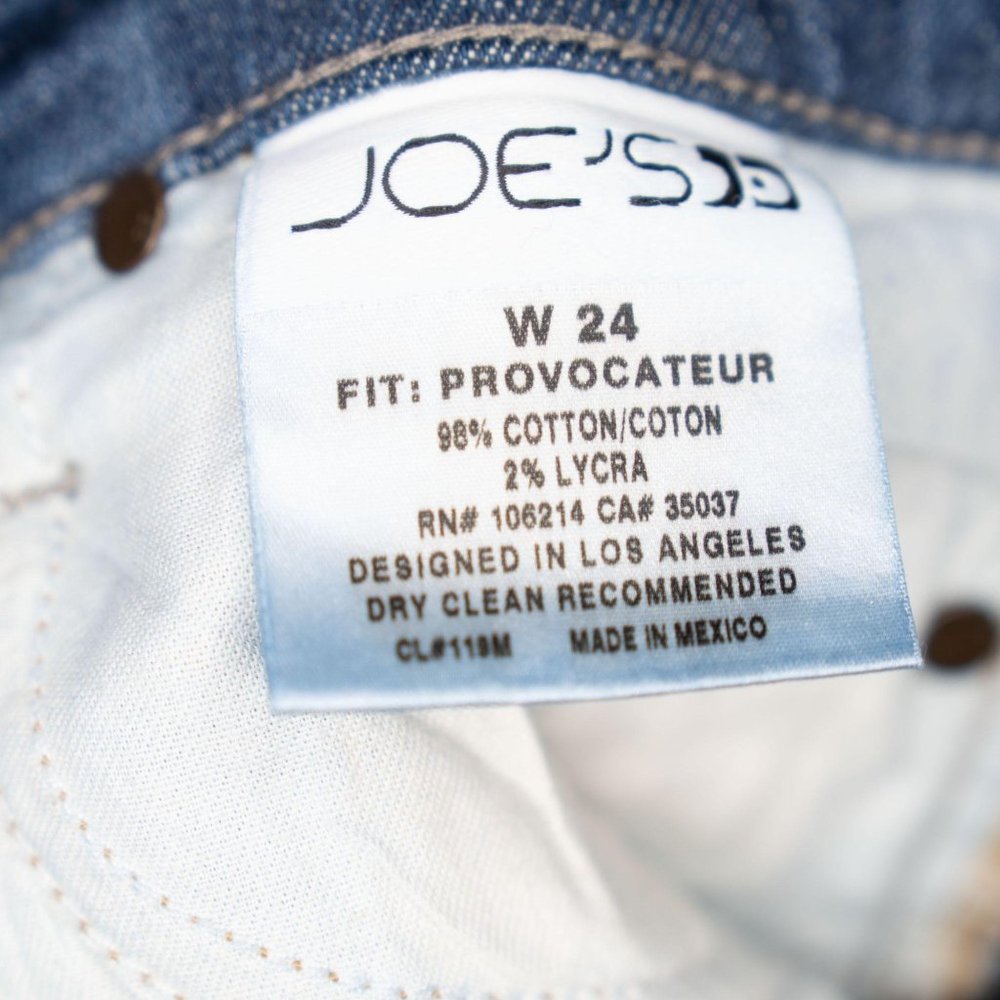 JOE'S
W 24
FIT: PROVOCATEUR
98% COTTON/COTON
2% LYCRA
RN# 106214 CA# 35037
DESIGNED IN LOS ANGELES
DRY CLEAN RECOMMENDED
CL#119M MADE IN MEXICO